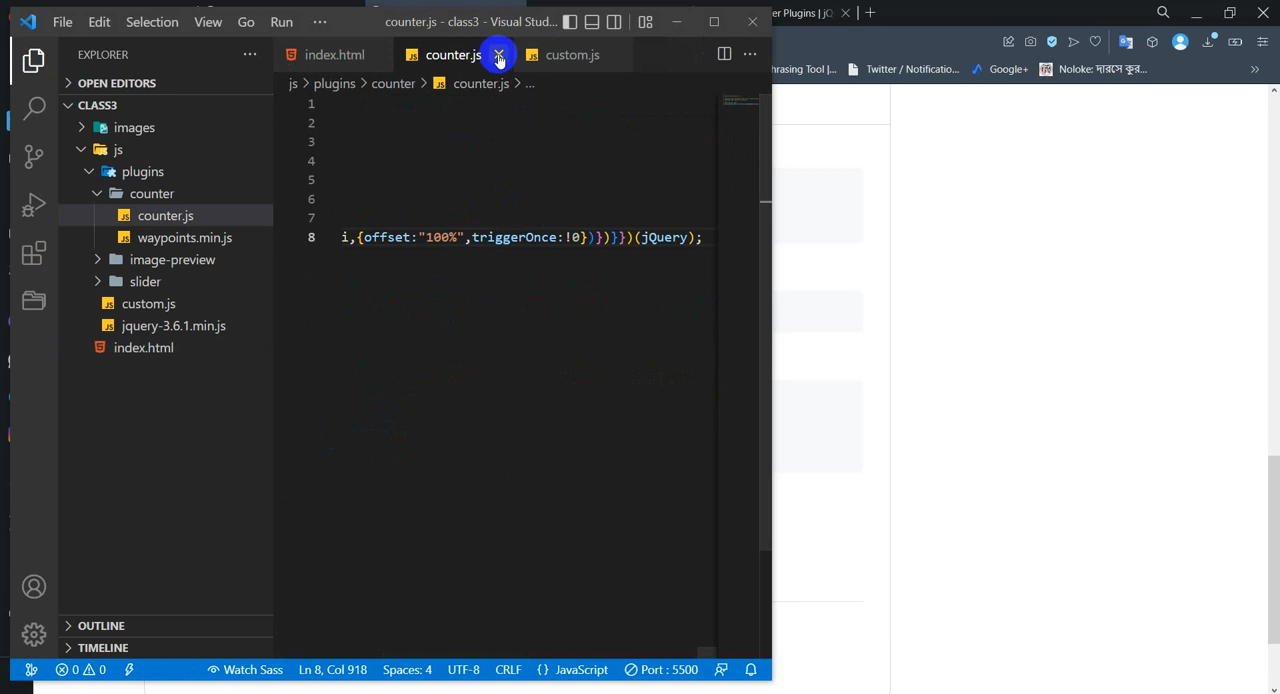 File Edit Selection View Go Run ··· counter.js - class3 - Visual Stud...
er Plugins | jQ
EXPLORER
index.html counter.js custom.js
OPEN EDITORS
CLASS3
images
js
plugins
counter
counter.js
waypoints.min.js
image-preview
slider
custom.js
jquery-3.6.1.min.js
index.html
OUTLINE
TIMELINE
js > plugins > counter > counter.js > ...
1
2
3
4
5
6
7
8 i,{offset:"100%",triggerOnce:!0})})}})(jQuery);
hrasing Tool |... Twitter / Notificatio... Google+ Noloke: দারসে কুর...
0 0 Watch Sass Ln 8, Col 918 Spaces: 4 UTF-8 CRLF {} JavaScript Port : 5500